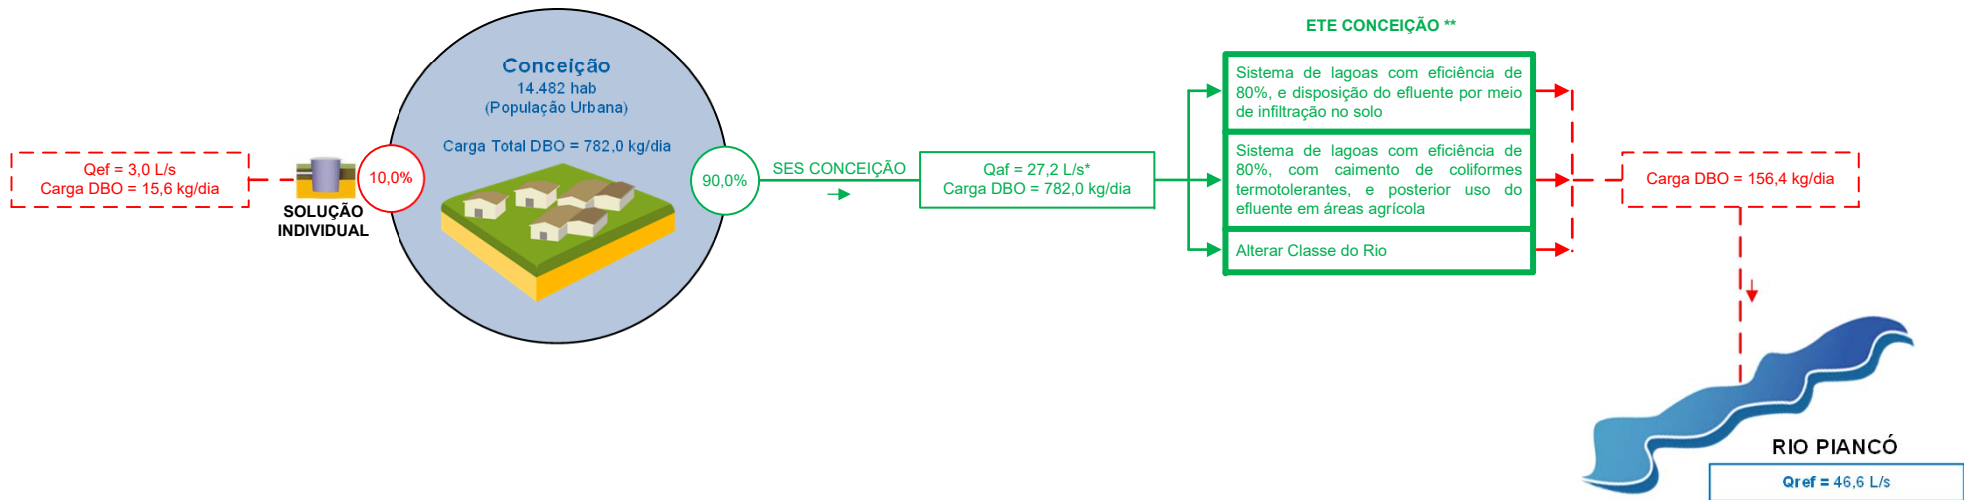 ETE CONCEIÇÃO **
Conceição
14.482 hab
(População Urbana)
Carga Total DBO = 782,0 kg/dia
Qef = 3,0 L/s
Carga DBO = 15,6 kg/dia
SOLUÇÃO
INDIVIDUAL
10,0%
90,0%
SES CONCEIÇÃO
Qaf = 27,2 L/s*
Carga DBO = 782,0 kg/dia
Sistema de lagoas com eficiência de
80%, e disposição do efluente por meio
de infiltração no solo
Sistema de lagoas com eficiência de
80%, com caimento de coliformes
termotolerantes, e posterior uso do
efluente em áreas agrícola
Alterar Classe do Rio
Carga DBO = 156,4 kg/dia
RIO PIANCÓ
Qref = 46,6 L/s